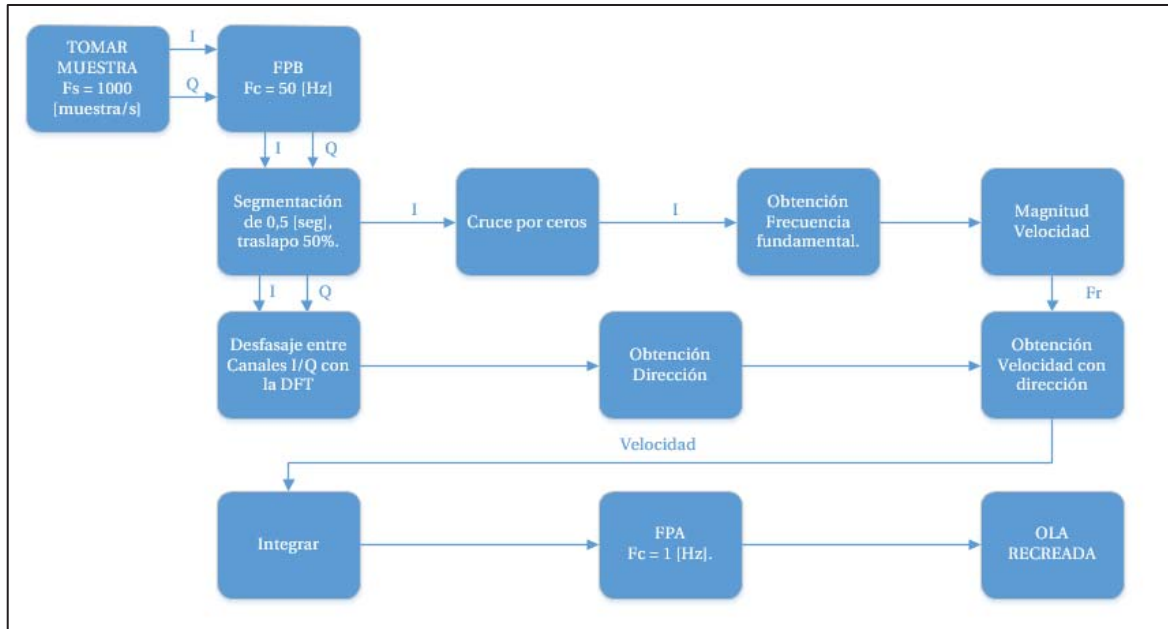 TOMAR
MUESTRA
Fs = 1000
[muestra/s]
I
Q
FPB
Fc = 50 [Hz]
I
Q
Segmentación
de 0,5 [seg],
traslapo 50%.
I
Cruce por ceros
I
Obtención
Frecuencia
fundamental.
Magnitud
Velocidad
I
Q
Fr
Desfasaje entre
Canales I/Q con
la DFT
Obtención
Dirección
Obtención
Velocidad con
dirección
Velocidad
Integrar
FPA
Fc = 1 [Hz].
OLA
RECREADA